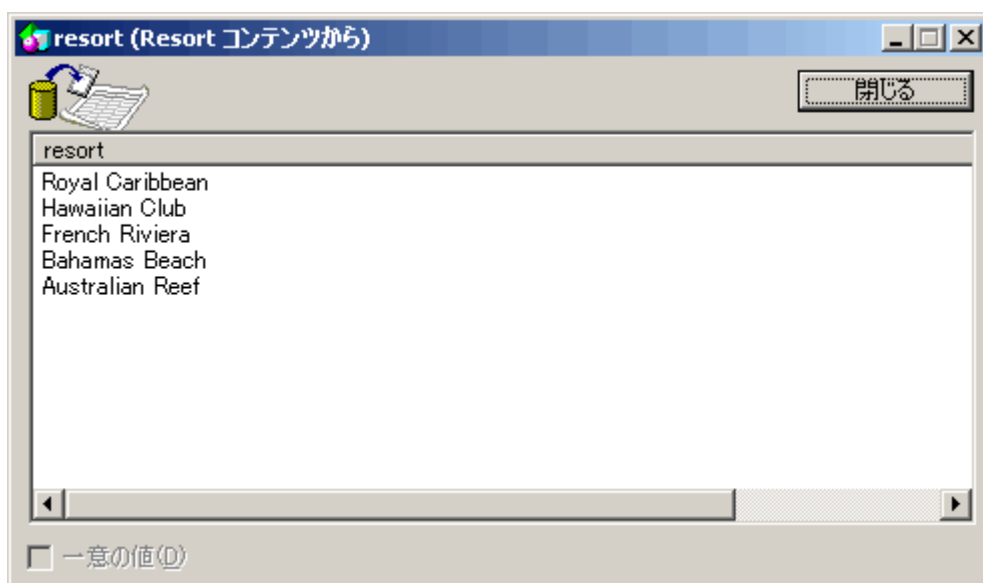 resort (Resort コンテンツから)
閉じる
resort
Royal Caribbean
Hawaiian Club
French Riviera
Bahamas Beach
Australian Reef
一意の値(D)